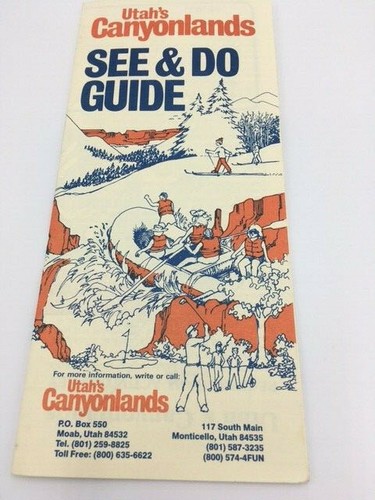 Utah's
Canyonlands
SEE & DO
GUIDE
For more information, write or call:
Utah's
Canyonlands
P.O. Box 550
Moab, Utah 84532
Tel. (801) 259-8825
Toll Free: (800) 635-6622
117 South Main
Monticello, Utah 84535
(801) 587-3235
(800) 574-4FUN